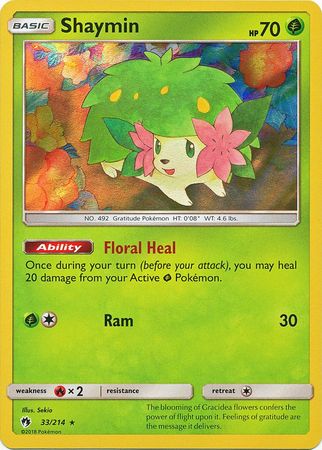 BASIC Shaymin HP 70
NO. 492 Gratitude Pokémon HT: 0'08" WT: 4.6 lbs.
Ability Floral Heal
Once during your turn (before your attack), you may heal
20 damage from your Active Pokémon.
Ram 30
weakness × 2 resistance retreat
Illus. Sekio
33/214 ★
©2018 Pokémon
The blooming of Gracidea flowers confers the
power of flight upon it. Feelings of gratitude are
the message it delivers.